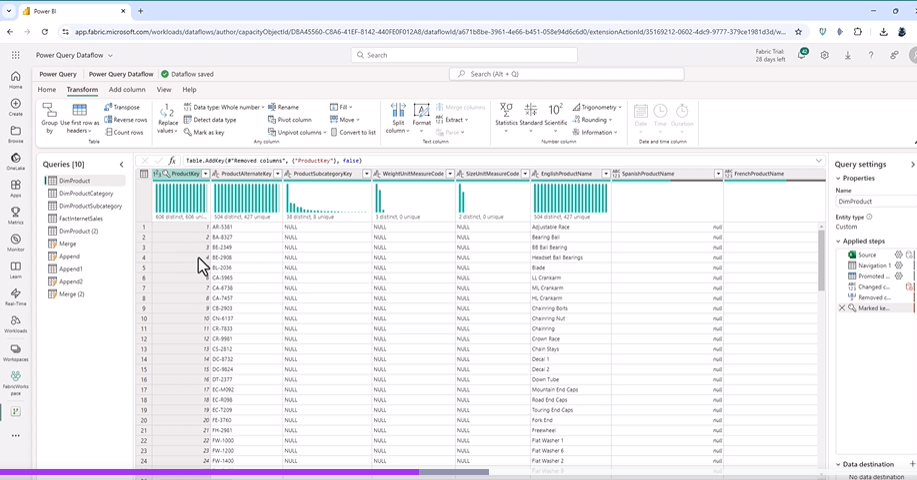 Power BI
app.fabric.microsoft.com/workloads/dataflows/author/capacityObjectId/DBA45560-C8A6-41EF-8142-440FE0F012A8/dataflowId/a671b8be-3961-4e66-b451-058e94d6c6d0/extensionActionId/35169212-0602-4dc9-9777-379ce1981d3d/w...
Power Query Dataflow
Search
Fabric Trial:
28 days left
42
Power Query Power Query Dataflow Dataflow saved
Search (Alt + Q)
Home Transform Add column View Help
Group by
Use first row as headers
Transpose
Reverse rows
Count rows
Table
Replace values
Data type: Whole number
Detect data type
Mark as key
Rename
Pivot column
Unpivot columns
Fill
Move
Convert to list
Any column
Split column
Format
Merge columns
Extract
Parse
Text column
Statistics
Standard
Scientific
Trigonometry
Rounding
Information
Number column
Date
Time
Duration
Date and time column
Home
Create
Browse
OneLake
Apps
Metrics
Monitor
Learn
Real-Time
Workloads
Workspaces
FabricWorks
pace
Queries [10]
DimProduct
DimProductCategory
DimProductSubcategory
FactInternetSales
DimProduct (2)
Merge
Append
Append1
Append2
Merge (2)
fx Table.AddKey(#"Removed columns", {"ProductKey"}, false)
ProductKey ProductAlternateKey ProductSubcategoryKey WeightUnitMeasureCode SizeUnitMeasureCode EnglishProductName SpanishProductName FrenchProductName
606 distinct, 606 uni... 504 distinct, 427 unique 38 distinct, 8 unique 3 distinct, 0 unique 2 distinct, 0 unique 504 distinct, 427 unique
1 1 AR-5381 NULL NULL NULL Adjustable Race null
2 2 BA-8327 NULL NULL NULL Bearing Ball null
3 3 BE-2349 NULL NULL NULL BB Ball Bearing null
4 4 BE-2908 NULL NULL NULL Headset Ball Bearings null
5 BL-2036 NULL NULL NULL Blade null
6 6 CA-5965 NULL NULL NULL LL Crankarm null
7 7 CA-6738 NULL NULL NULL ML Crankarm null
8 8 CA-7457 NULL NULL NULL HL Crankarm null
9 9 CB-2903 NULL NULL NULL Chainring Bolts null
10 10 CN-6137 NULL NULL NULL Chainring Nut null
11 11 CR-7833 NULL NULL NULL Chainring null
12 12 CR-9981 NULL NULL NULL Crown Race null
13 13 CS-2812 NULL NULL NULL Chain Stays null
14 14 DC-8732 NULL NULL NULL Decal 1 null
15 15 DC-9824 NULL NULL NULL Decal 2 null
16 16 DT-2377 NULL NULL NULL Down Tube null
17 17 EC-M092 NULL NULL NULL Mountain End Caps null
18 18 EC-R098 NULL NULL NULL Road End Caps null
19 19 EC-T209 NULL NULL NULL Touring End Caps null
20 20 FE-3760 NULL NULL NULL Fork End null
21 21 FH-2981 NULL NULL NULL Freewheel null
22 22 FW-1000 NULL NULL NULL Flat Washer 1 null
23 23 FW-1200 NULL NULL NULL Flat Washer 6 null
24 24 FW-1400 NULL NULL NULL Flat Washer 2 null
Query settings
Properties
Name
DimProduct
Entity type
Custom
Applied steps
Source
Navigation 1
Promoted ...
Changed c...
Removed c...
Marked ke...
Data destination
No data destination